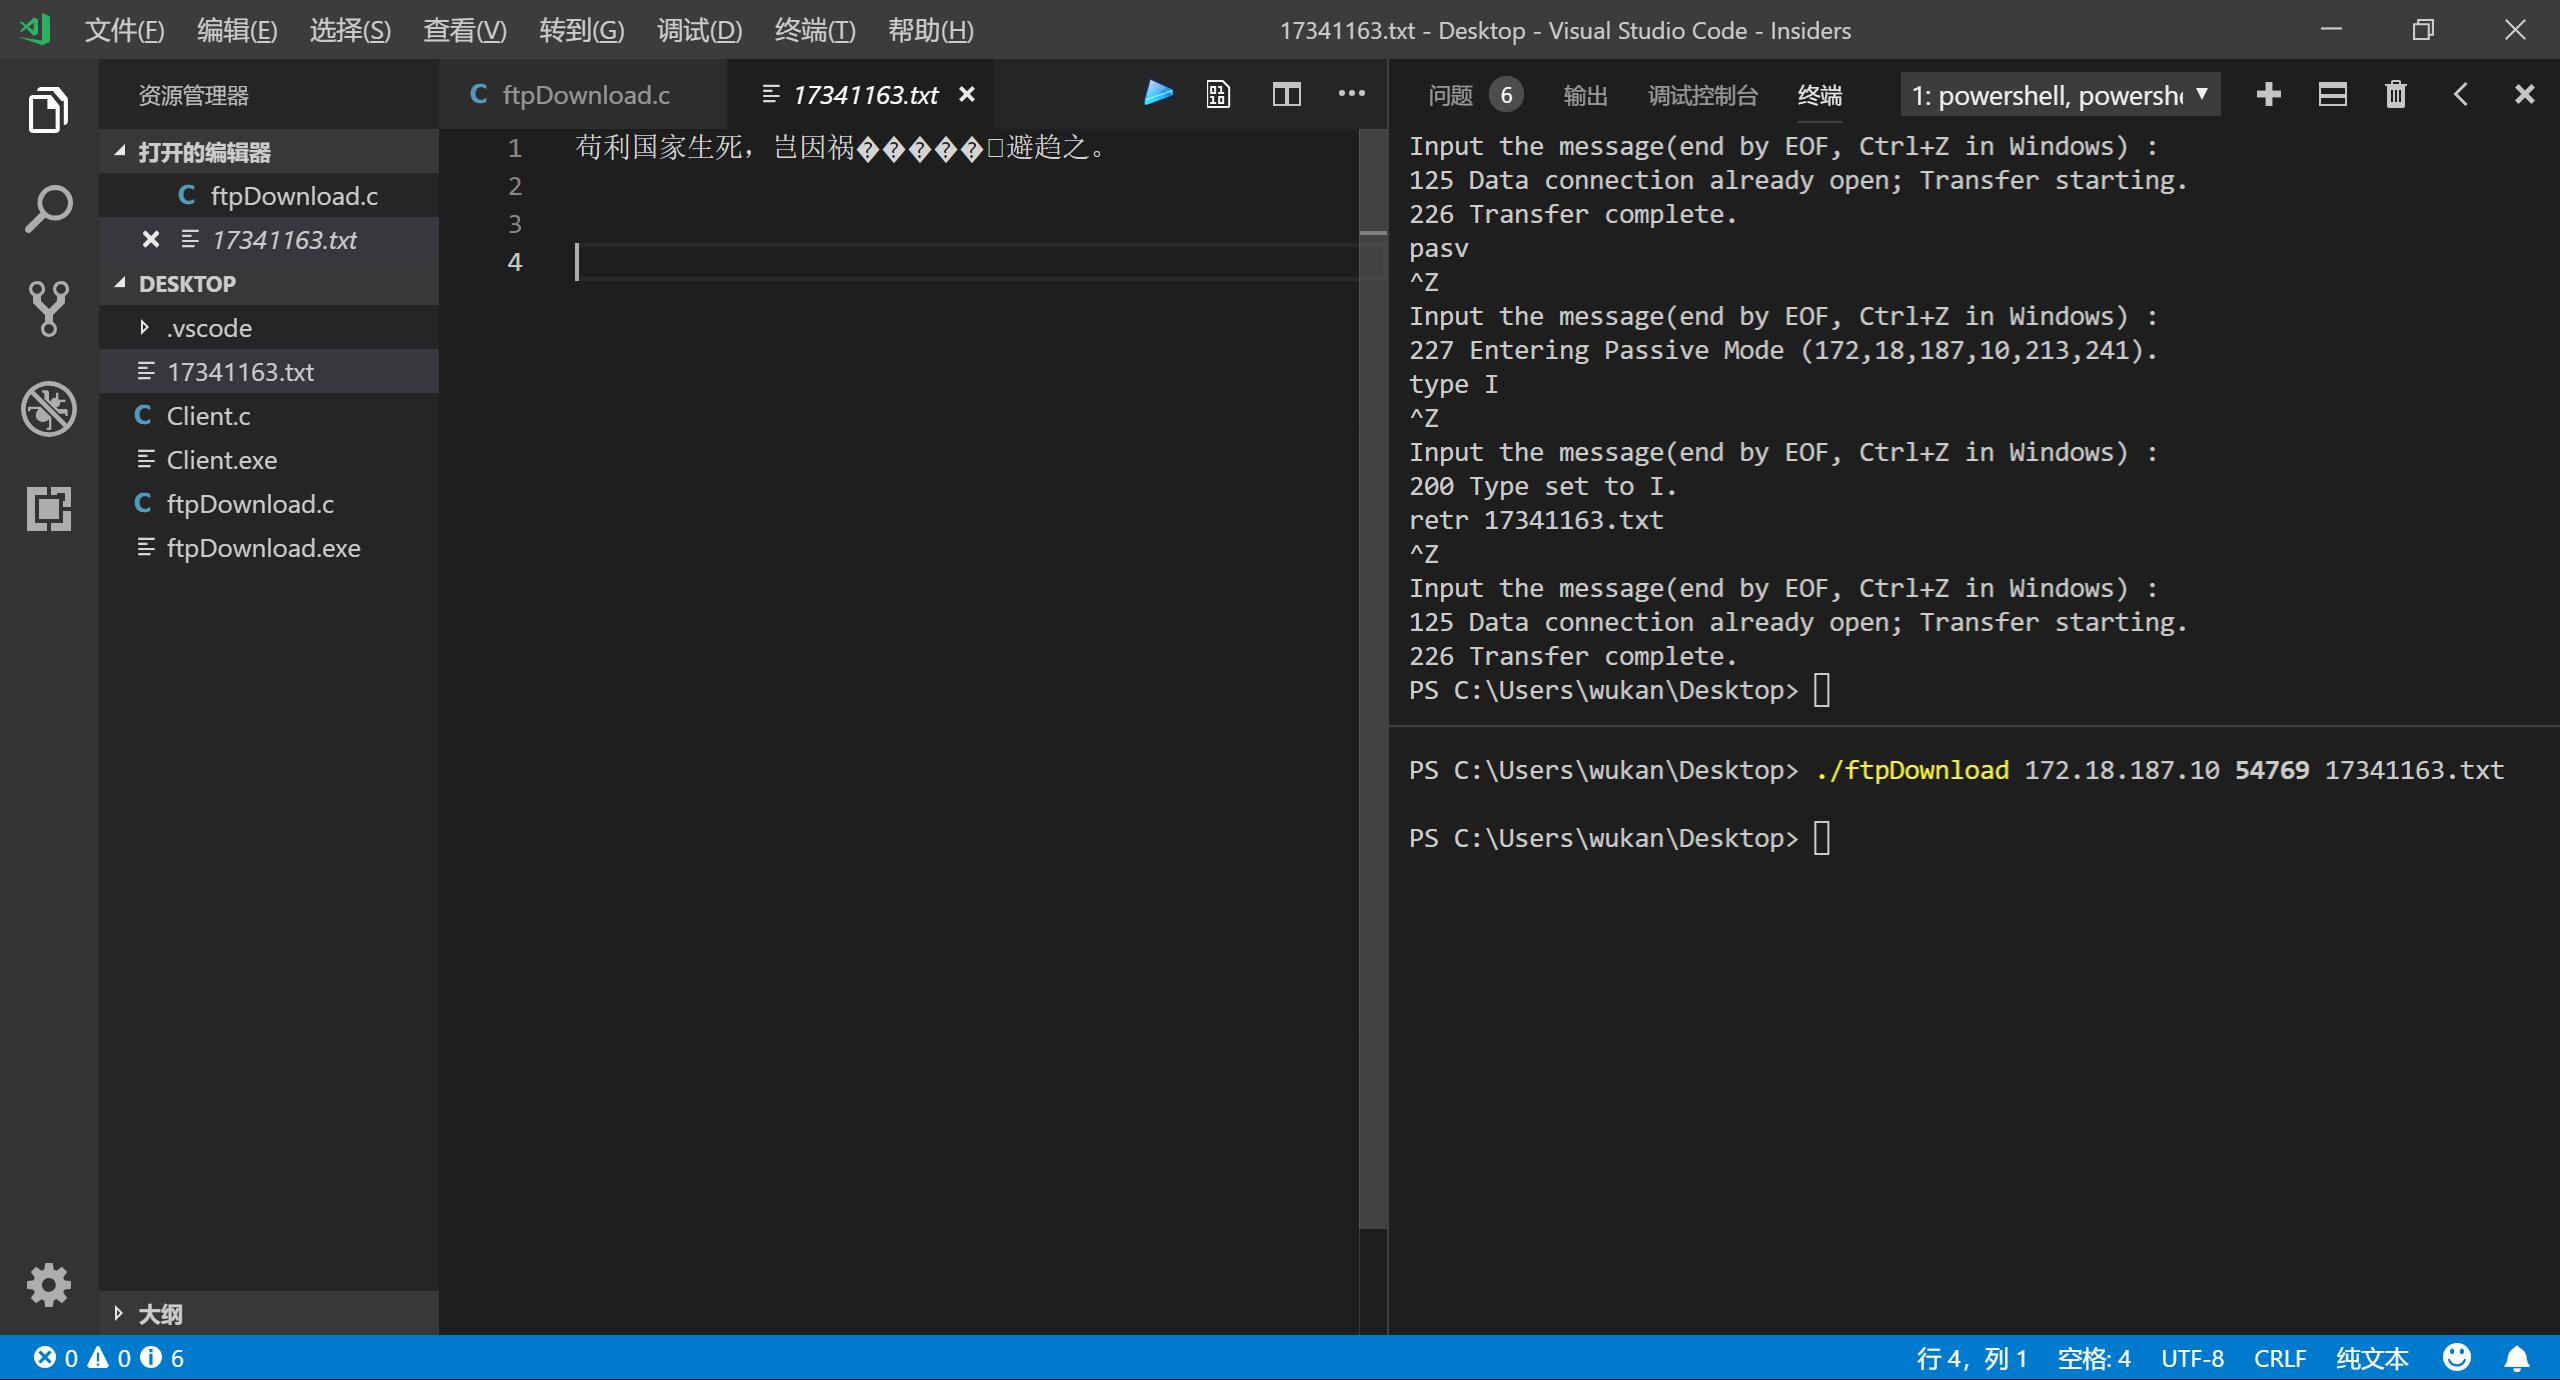 文件(F) 编辑(E) 选择(S) 查看(V) 转到(G) 调试(D) 终端(T) 帮助(H) 17341163.txt - Desktop - Visual Studio Code - Insiders
资源管理器
打开的编辑器
ftpDownload.c
17341163.txt
DESKTOP
.vscode
17341163.txt
Client.c
Client.exe
ftpDownload.c
ftpDownload.exe
大纲
ftpDownload.c 17341163.txt
1 苟利国家生死，岂因祸�����避趋之。
2
3
4
问题 6 输出 调试控制台 终端 1: powershell, powersh
Input the message(end by EOF, Ctrl+Z in Windows) :
125 Data connection already open; Transfer starting.
226 Transfer complete.
pasv
^Z
Input the message(end by EOF, Ctrl+Z in Windows) :
227 Entering Passive Mode (172,18,187,10,213,241).
type I
^Z
Input the message(end by EOF, Ctrl+Z in Windows) :
200 Type set to I.
retr 17341163.txt
^Z
Input the message(end by EOF, Ctrl+Z in Windows) :
125 Data connection already open; Transfer starting.
226 Transfer complete.
PS C:\Users\wukan\Desktop>
PS C:\Users\wukan\Desktop> ./ftpDownload 172.18.187.10 54769 17341163.txt
PS C:\Users\wukan\Desktop>
0 0 6 行 4，列 1 空格: 4 UTF-8 CRLF 纯文本